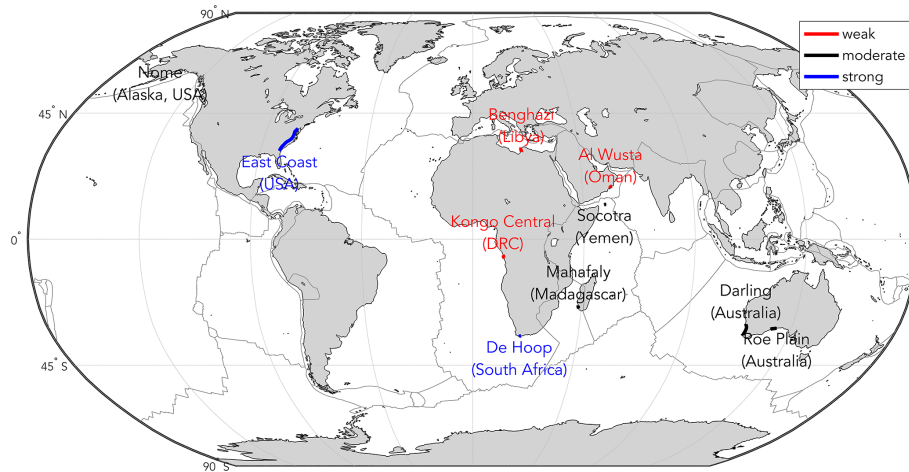 90° N
weak
moderate
strong
Nome
(Alaska, USA)
45° N
Benghazi
(Libya)
East Coast
(USA)
Al Wusta
(Oman)
Kongo Central
(DRC)
Socotra
(Yemen)
0°
Mahafaly
(Madagascar)
Darling
(Australia)
Roe Plain
(Australia)
De Hoop
(South Africa)
45° S
90° S